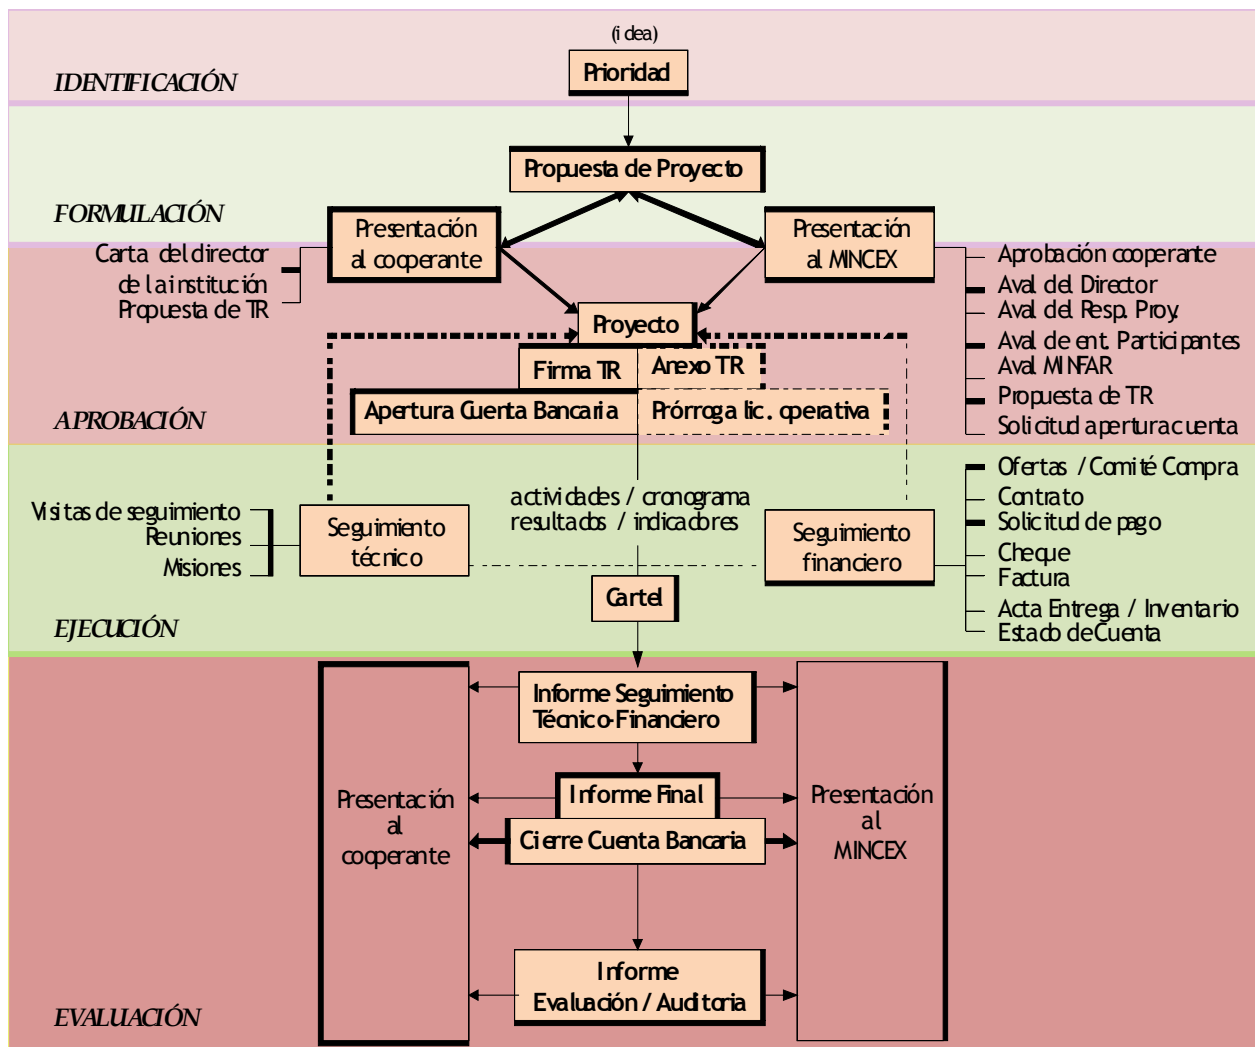 (idea)
Prioridad
IDENTIFICACIÓN
Propuesta de Proyecto
FORMULACIÓN
Presentación
al cooperante
Presentación
al MINCEX
Carta del director
de la institución
Propuesta de TR
Aprobación cooperante
Aval del Director
Aval del Resp. Proy.
Aval de ent. Participantes
Aval MINFAR
Propuesta de TR
Solicitud apertura cuenta
Proyecto
Firma TR
Anexo TR
Apertura Cuenta Bancaria
Prórroga lic. operativa
APROBACIÓN
Visitas de seguimiento
Reuniones
Misiones
Seguimiento
técnico
actividades / cronograma
resultados / indicadores
Seguimiento
financiero
Ofertas / Comité Compra
Contrato
Solicitud de pago
Cheque
Factura
Acta Entrega / Inventario
Estado de Cuenta
Cartel
EJECUCIÓN
Informe Seguimiento
Técnico-Financiero
Presentación
al
cooperante
Informe Final
Cierre Cuenta Bancaria
Presentación
al
MINCEX
Informe
Evaluación / Auditoria
EVALUACIÓN